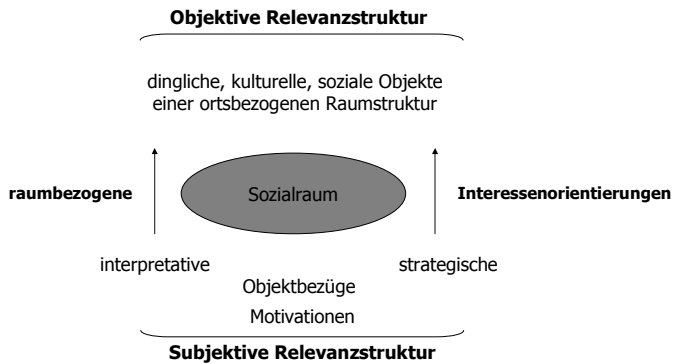 Objektive Relevanzstruktur
dingliche, kulturelle, soziale Objekte
einer ortsbezogenen Raumstruktur
raumbezogene
Sozialraum
Interessenorientierungen
interpretative
strategische
Objektbezüge
Motivationen
Subjektive Relevanzstruktur